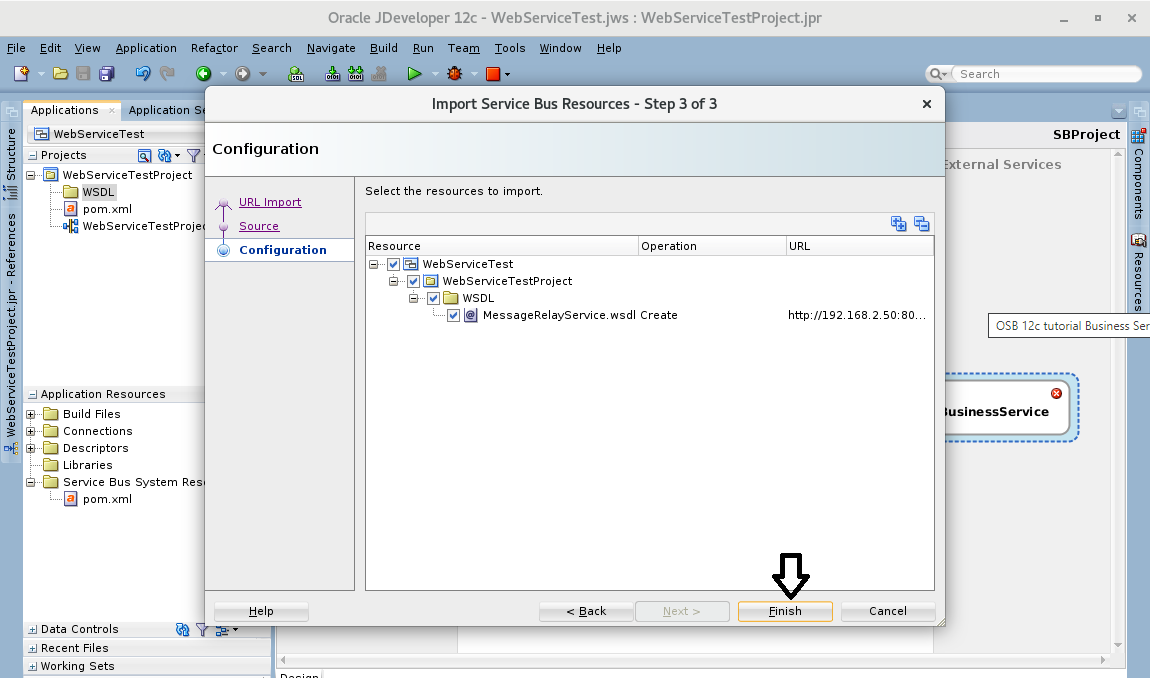 Oracle JDeveloper 12c - WebServiceTest.jws : WebServiceTestProject.jpr
File Edit View Application Refactor Search Navigate Build Run Team Tools Window Help
Search
Applications
Application Se
Import Service Bus Resources - Step 3 of 3
WebServiceTest
SBProject
Configuration
Projects
External Services
WebServiceTestProject
WSDL
pom.xml
WebServiceTestProjec
Structure
WebServiceTestProject.jpr - References
URL Import
Source
Configuration
Select the resources to import.
Resource Operation URL
WebServiceTest
WebServiceTestProject
WSDL
MessageRelayService.wsdl Create http://192.168.2.50:80...
Components
Resources
OSB 12c tutorial Business Ser
BusinessService
Application Resources
Build Files
Connections
Descriptors
Libraries
Service Bus System Reso
pom.xml
Help < Back Next > Finish Cancel
Data Controls
Recent Files
Working Sets
Design